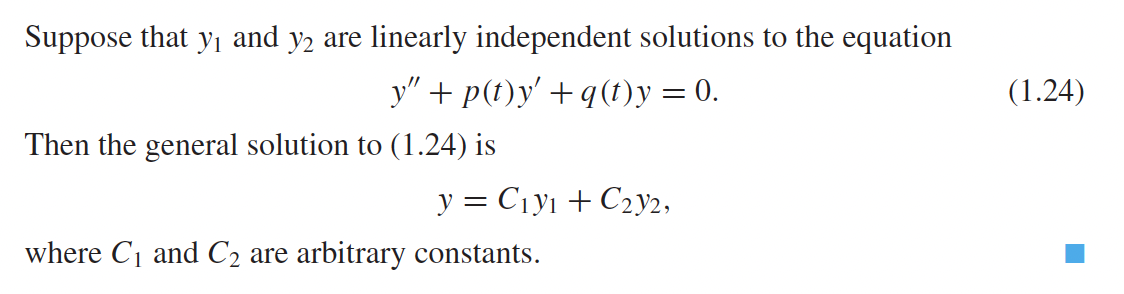 Suppose that y₁ and y₂ are linearly independent solutions to the equation
y″ + p(t)y′ + q(t)y = 0. (1.24)
Then the general solution to (1.24) is
y = C₁y₁ + C₂y₂,
where C₁ and C₂ are arbitrary constants.